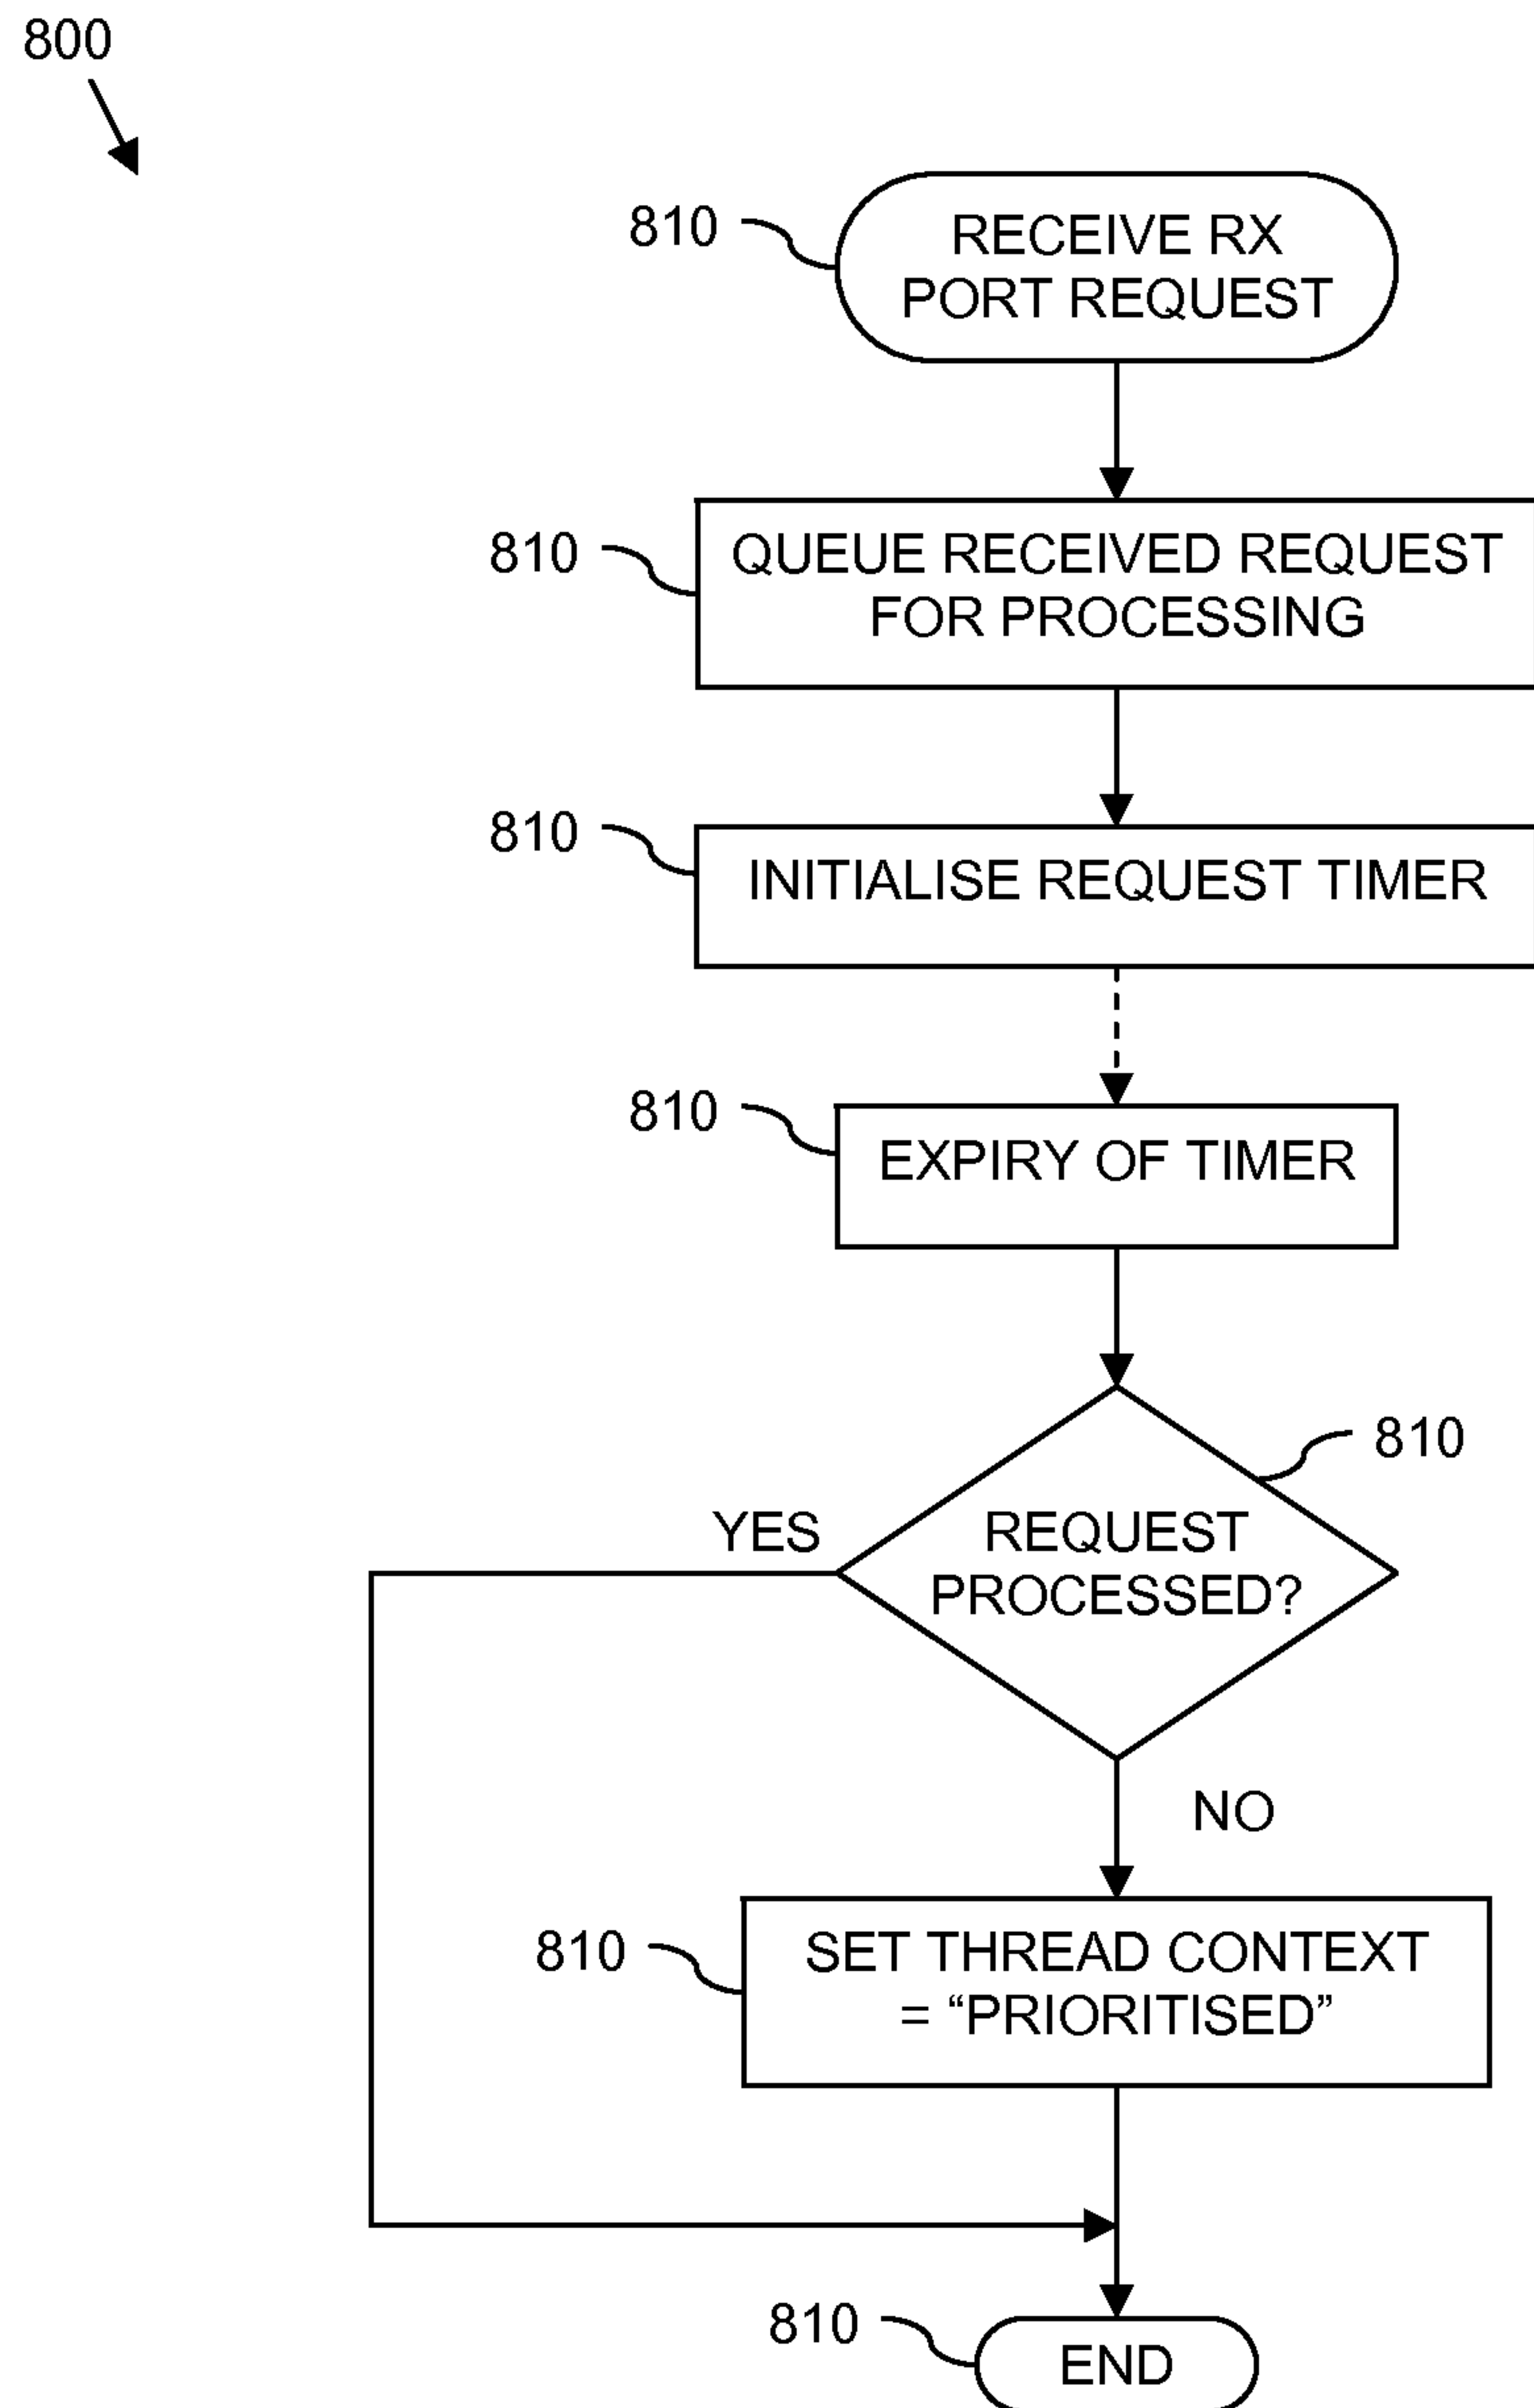 800
810
RECEIVE RX
PORT REQUEST
810
QUEUE RECEIVED REQUEST
FOR PROCESSING
810
INITIALISE REQUEST TIMER
810
EXPIRY OF TIMER
810
YES
REQUEST
PROCESSED?
NO
810
SET THREAD CONTEXT
= “PRIORITISED”
810
END